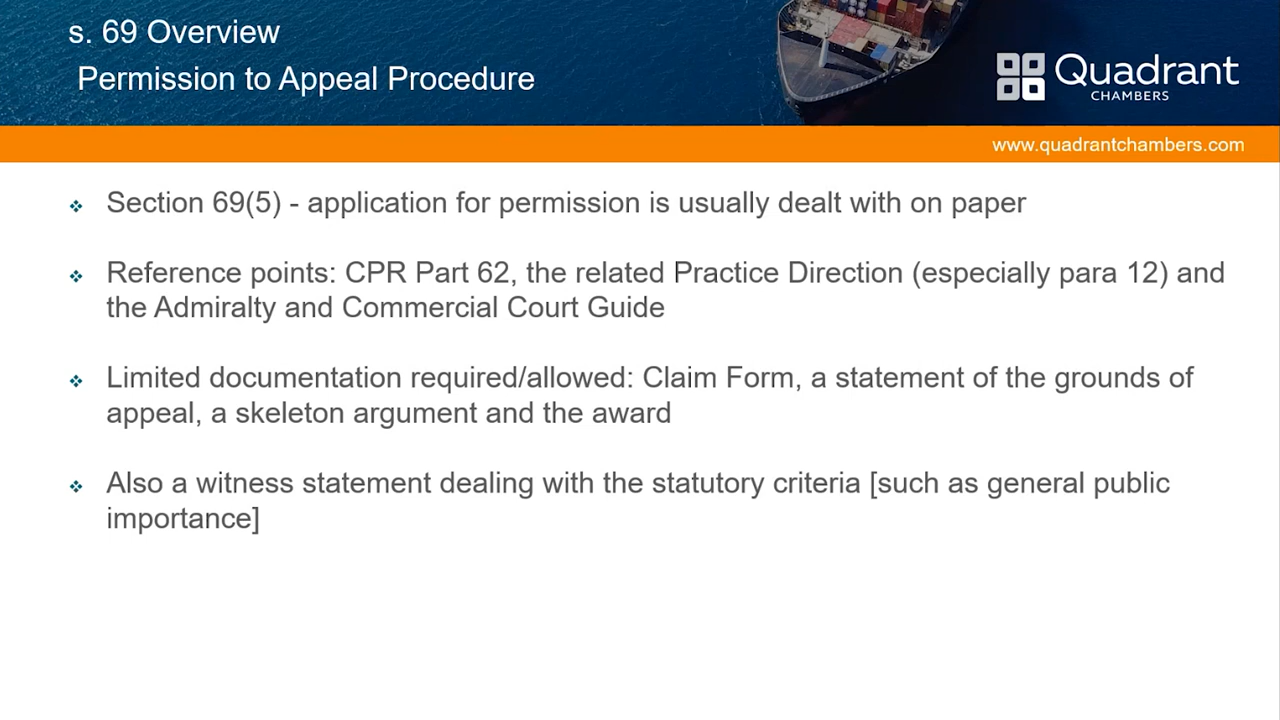 s. 69 Overview
Permission to Appeal Procedure
Quadrant
CHAMBERS
www.quadrantchambers.com
Section 69(5) - application for permission is usually dealt with on paper
Reference points: CPR Part 62, the related Practice Direction (especially para 12) and
the Admiralty and Commercial Court Guide
Limited documentation required/allowed: Claim Form, a statement of the grounds of
appeal, a skeleton argument and the award
Also a witness statement dealing with the statutory criteria [such as general public
importance]